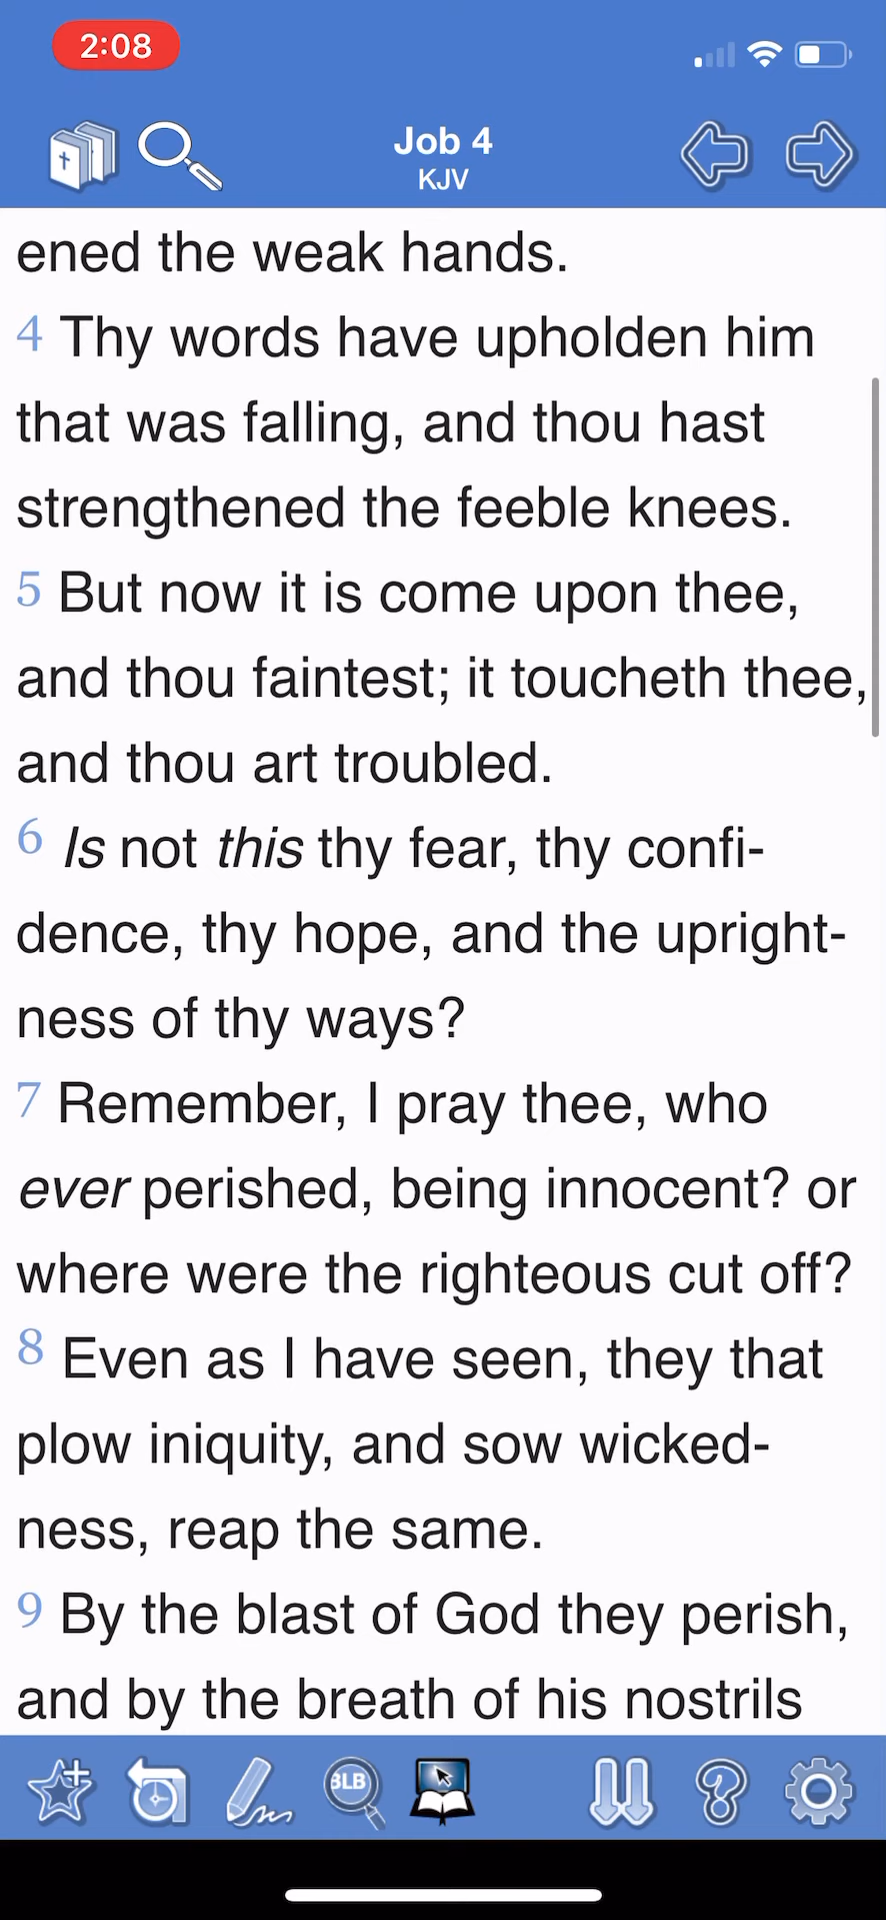 2:08
Job 4
KJV
ened the weak hands.
4 Thy words have upholden him
that was falling, and thou hast
strengthened the feeble knees.
5 But now it is come upon thee,
and thou faintest; it toucheth thee,
and thou art troubled.
6 Is not this thy fear, thy confi-
dence, thy hope, and the upright-
ness of thy ways?
7 Remember, I pray thee, who
ever perished, being innocent? or
where were the righteous cut off?
8 Even as I have seen, they that
plow iniquity, and sow wicked-
ness, reap the same.
9 By the blast of God they perish,
and by the breath of his nostrils
BLB